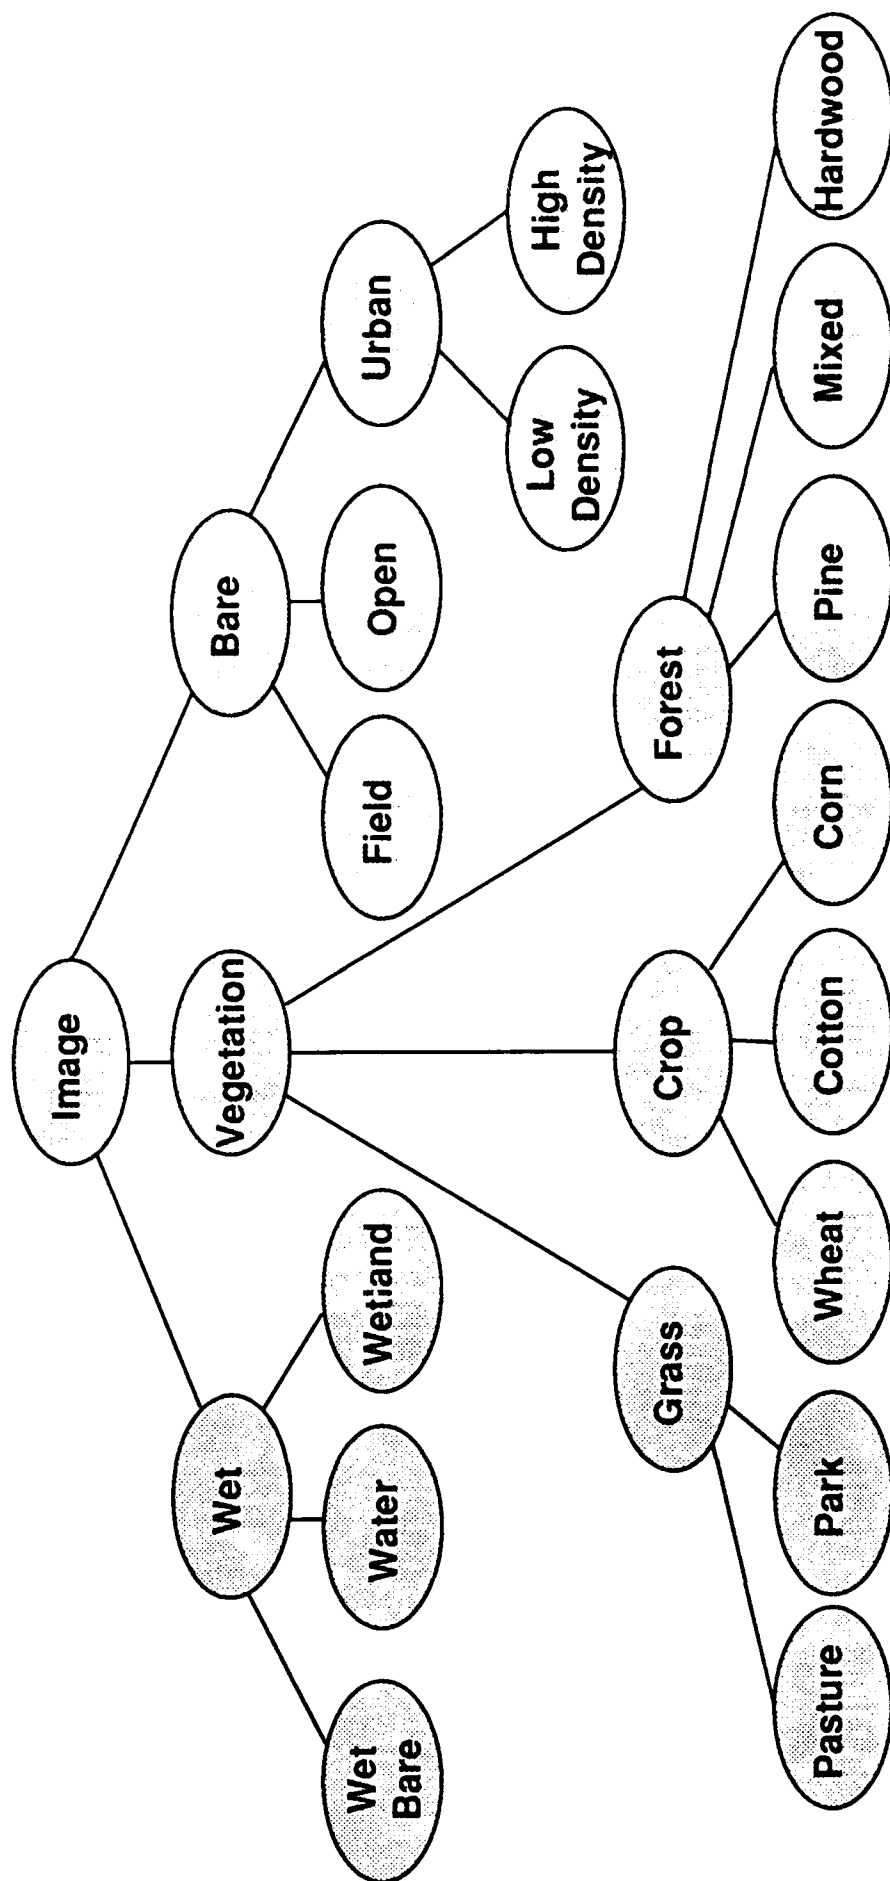 Image
Wet
Vegetation
Bare
Wet
Bare
Water
Wetland
Field
Open
Urban
Low
Density
High
Density
Grass
Crop
Forest
Pasture
Park
Wheat
Cotton
Corn
Pine
Mixed
Hardwood